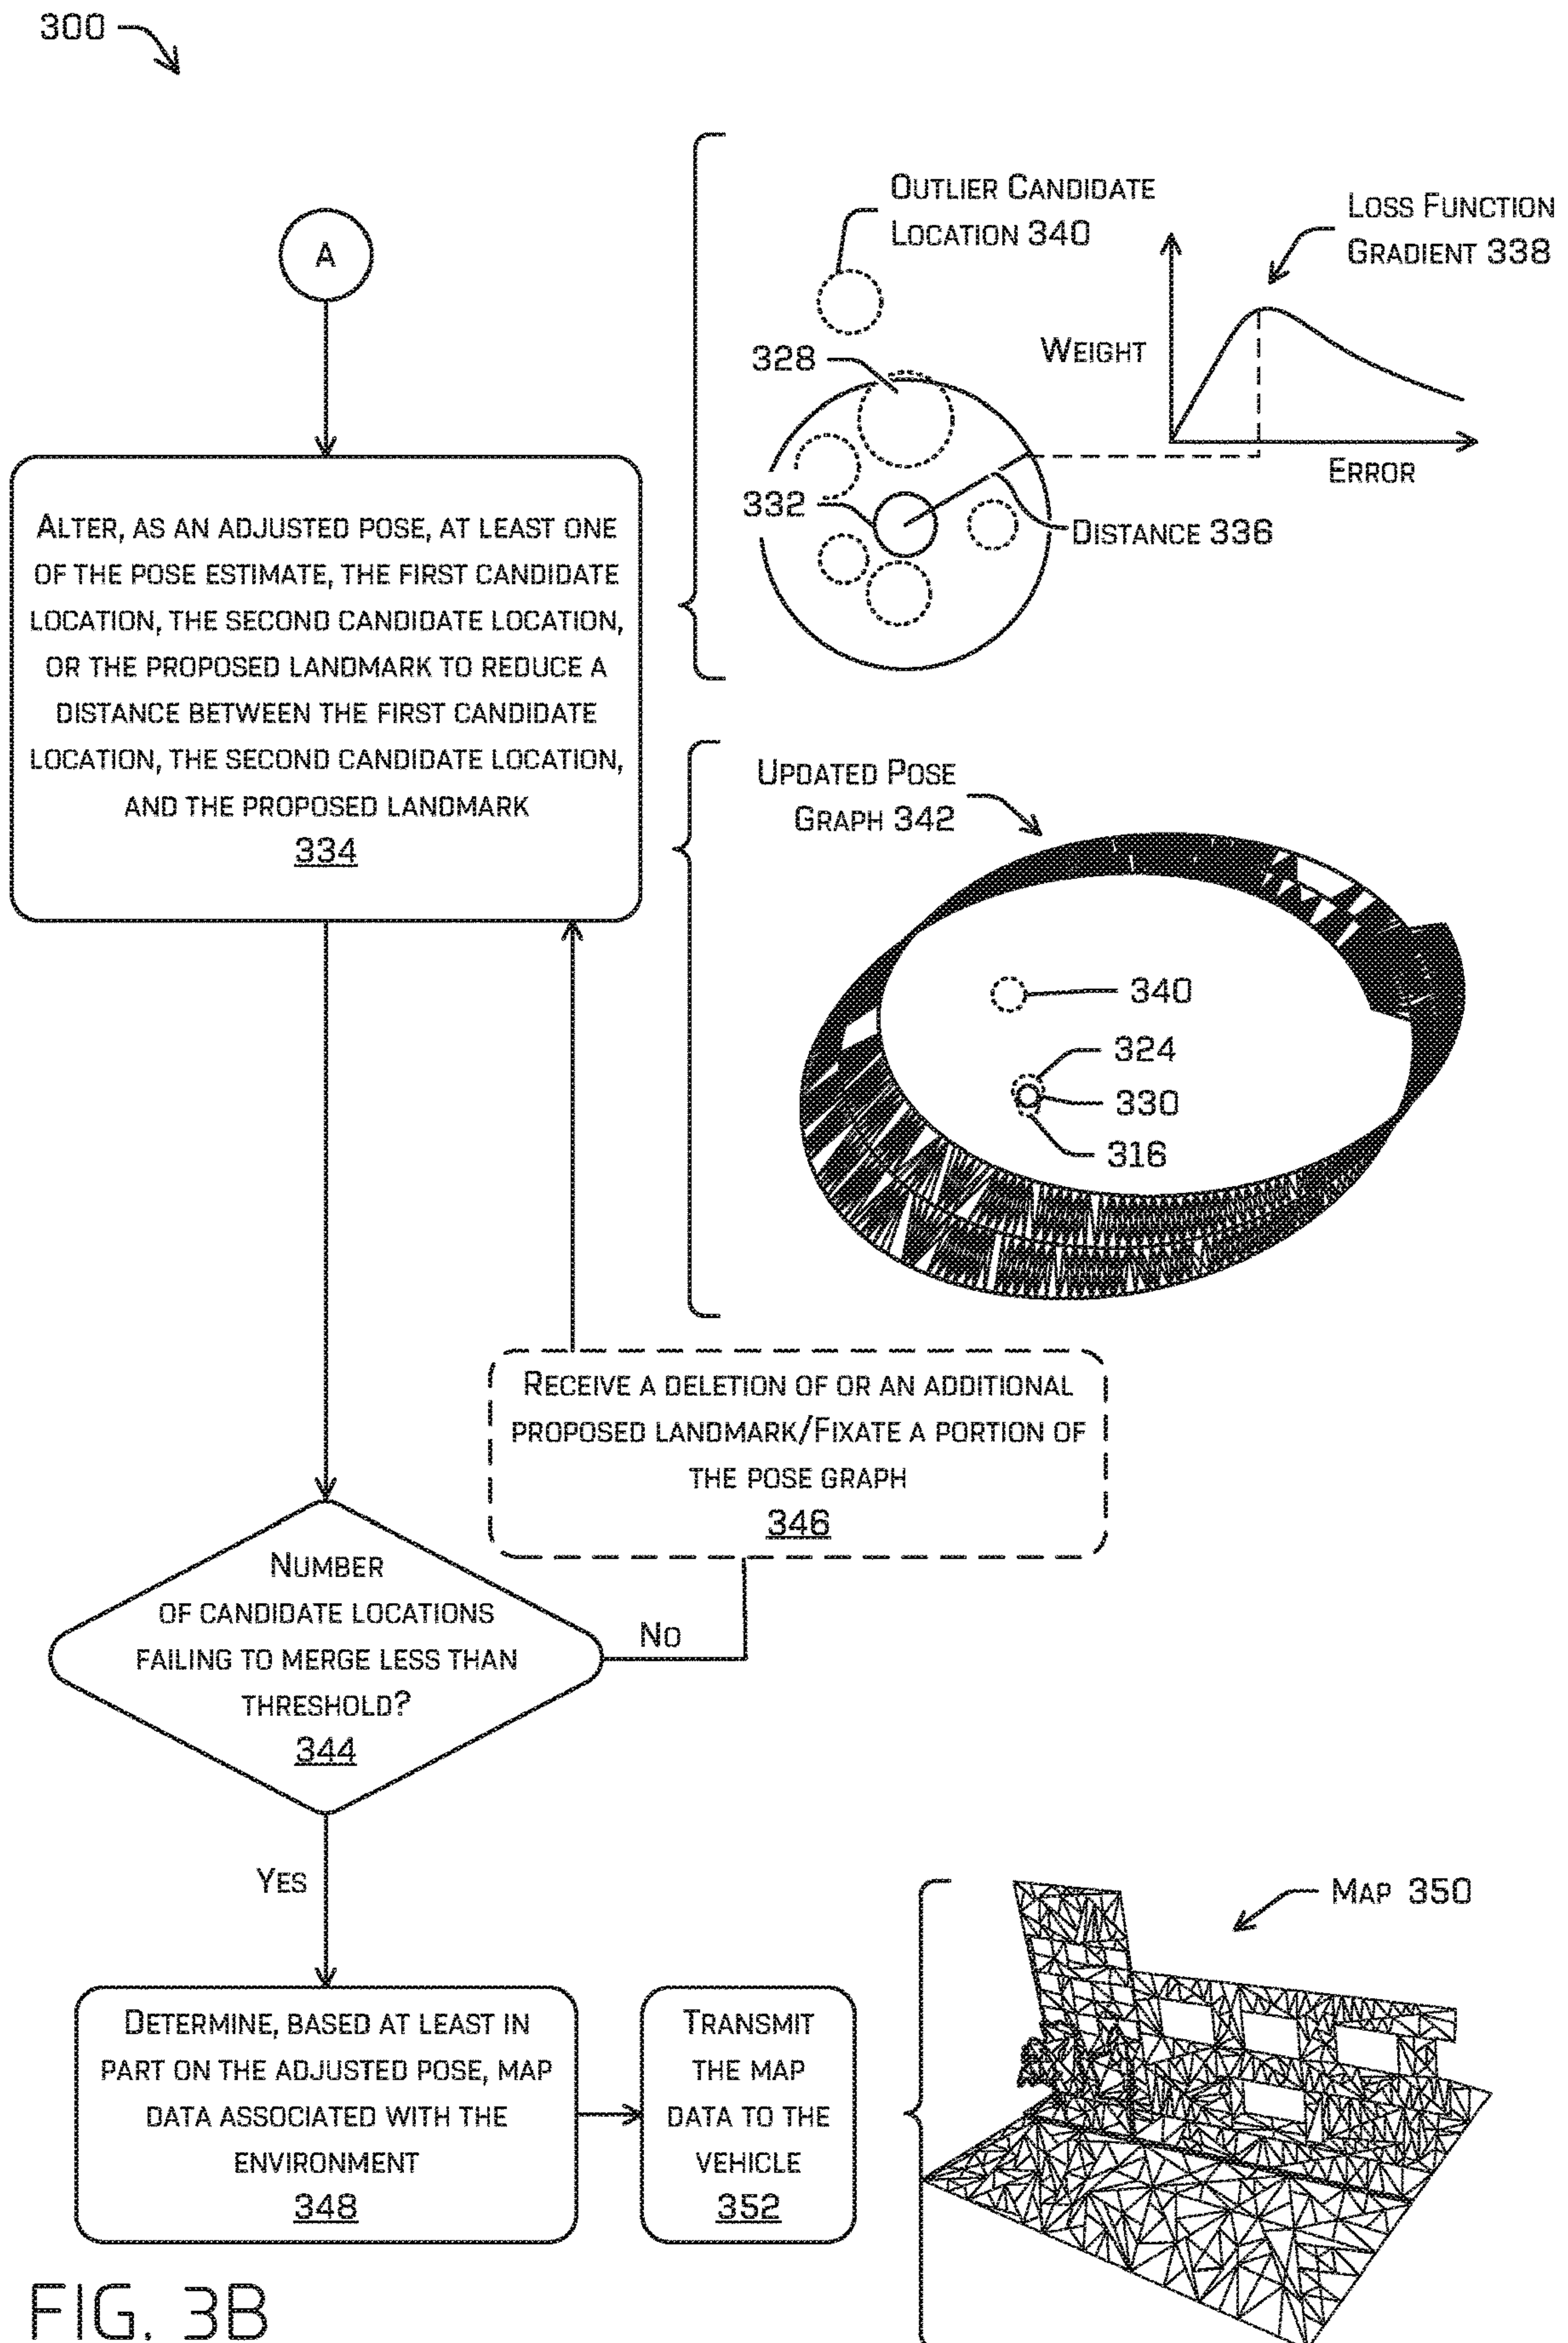 300
A
OUTLIER CANDIDATE
LOCATION 340
LOSS FUNCTION
GRADIENT 338
WEIGHT
ERROR
328
332
DISTANCE 336
ALTER, AS AN ADJUSTED POSE, AT LEAST ONE
OF THE POSE ESTIMATE, THE FIRST CANDIDATE
LOCATION, THE SECOND CANDIDATE LOCATION,
OR THE PROPOSED LANDMARK TO REDUCE A
DISTANCE BETWEEN THE FIRST CANDIDATE
LOCATION, THE SECOND CANDIDATE LOCATION,
AND THE PROPOSED LANDMARK
334
UPDATED POSE
GRAPH 342
340
324
330
316
RECEIVE A DELETION OF OR AN ADDITIONAL
PROPOSED LANDMARK/FIXATE A PORTION OF
THE POSE GRAPH
346
NUMBER
OF CANDIDATE LOCATIONS
FAILING TO MERGE LESS THAN
THRESHOLD?
344
NO
YES
DETERMINE, BASED AT LEAST IN
PART ON THE ADJUSTED POSE, MAP
DATA ASSOCIATED WITH THE
ENVIRONMENT
348
TRANSMIT
THE MAP
DATA TO THE
VEHICLE
352
MAP 350
FIG. 3B